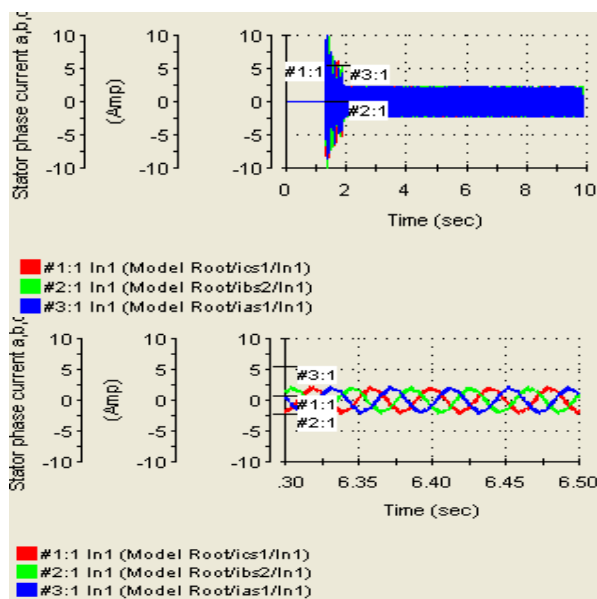 Stator phase current a,b,c
(Amp)
10 10 10
5 5 5
0 0 0
-5 -5 -5
-10 -10 -10
#1:1 #3:1
#2:1
0 2 4 6 8 10
Time (sec)
#1:1 In1 (Model Root/ics1/In1)
#2:1 In1 (Model Root/ibs2/In1)
#3:1 In1 (Model Root/ias1/In1)
Stator phase current a,b,c
(Amp)
10 10 10
5 5 5
0 0 0
-5 -5 -5
-10 -10 -10
#3:1
#1:1
#2:1
.30 6.35 6.40 6.45 6.50
Time (sec)
#1:1 In1 (Model Root/ics1/In1)
#2:1 In1 (Model Root/ibs2/In1)
#3:1 In1 (Model Root/ias1/In1)